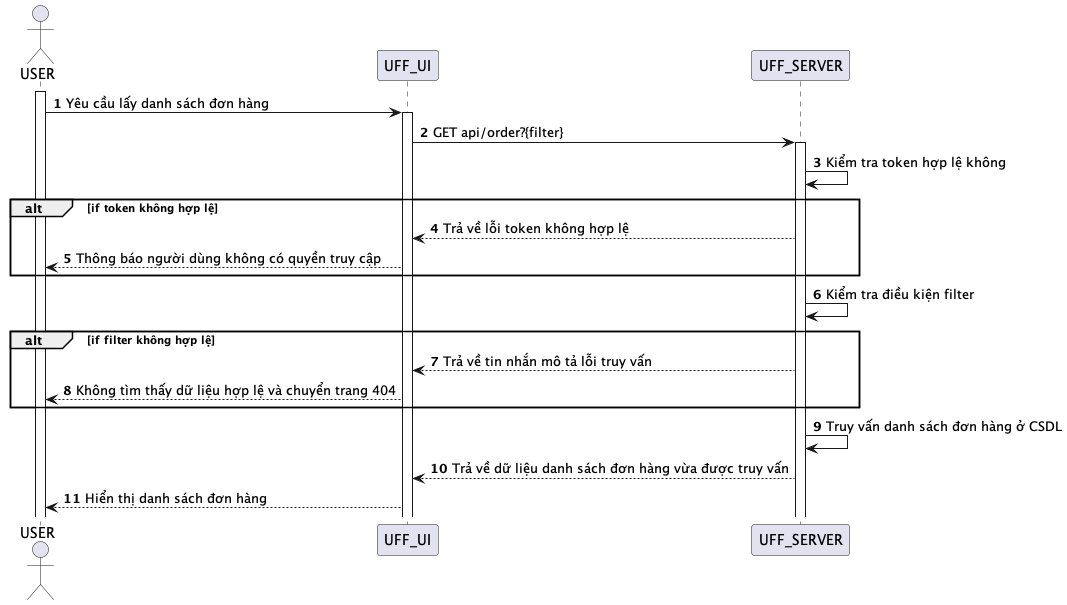 USER
UFF_UI
UFF_SERVER
1 Yêu cầu lấy danh sách đơn hàng
2 GET api/order?{filter}
3 Kiểm tra token hợp lệ không
alt [if token không hợp lệ]
4 Trả về lỗi token không hợp lệ
5 Thông báo người dùng không có quyền truy cập
6 Kiểm tra điều kiện filter
alt [if filter không hợp lệ]
7 Trả về tin nhắn mô tả lỗi truy vấn
8 Không tìm thấy dữ liệu hợp lệ và chuyển trang 404
9 Truy vấn danh sách đơn hàng ở CSDL
10 Trả về dữ liệu danh sách đơn hàng vừa được truy vấn
11 Hiển thị danh sách đơn hàng
USER
UFF_UI
UFF_SERVER